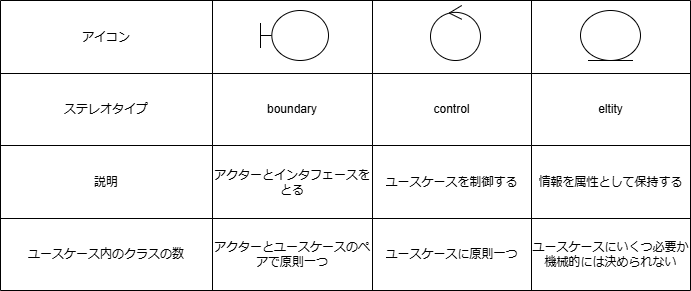 アイコン
ステレオタイプ
boundary
control
eltity
説明
アクターとインタフェースを
とる
ユースケースを制御する
情報を属性として保持する
ユースケース内のクラスの数
アクターとユースケースのペ
アで原則一つ
ユースケースに原則一つ
ユースケースにいくつ必要か
機械的には決められない